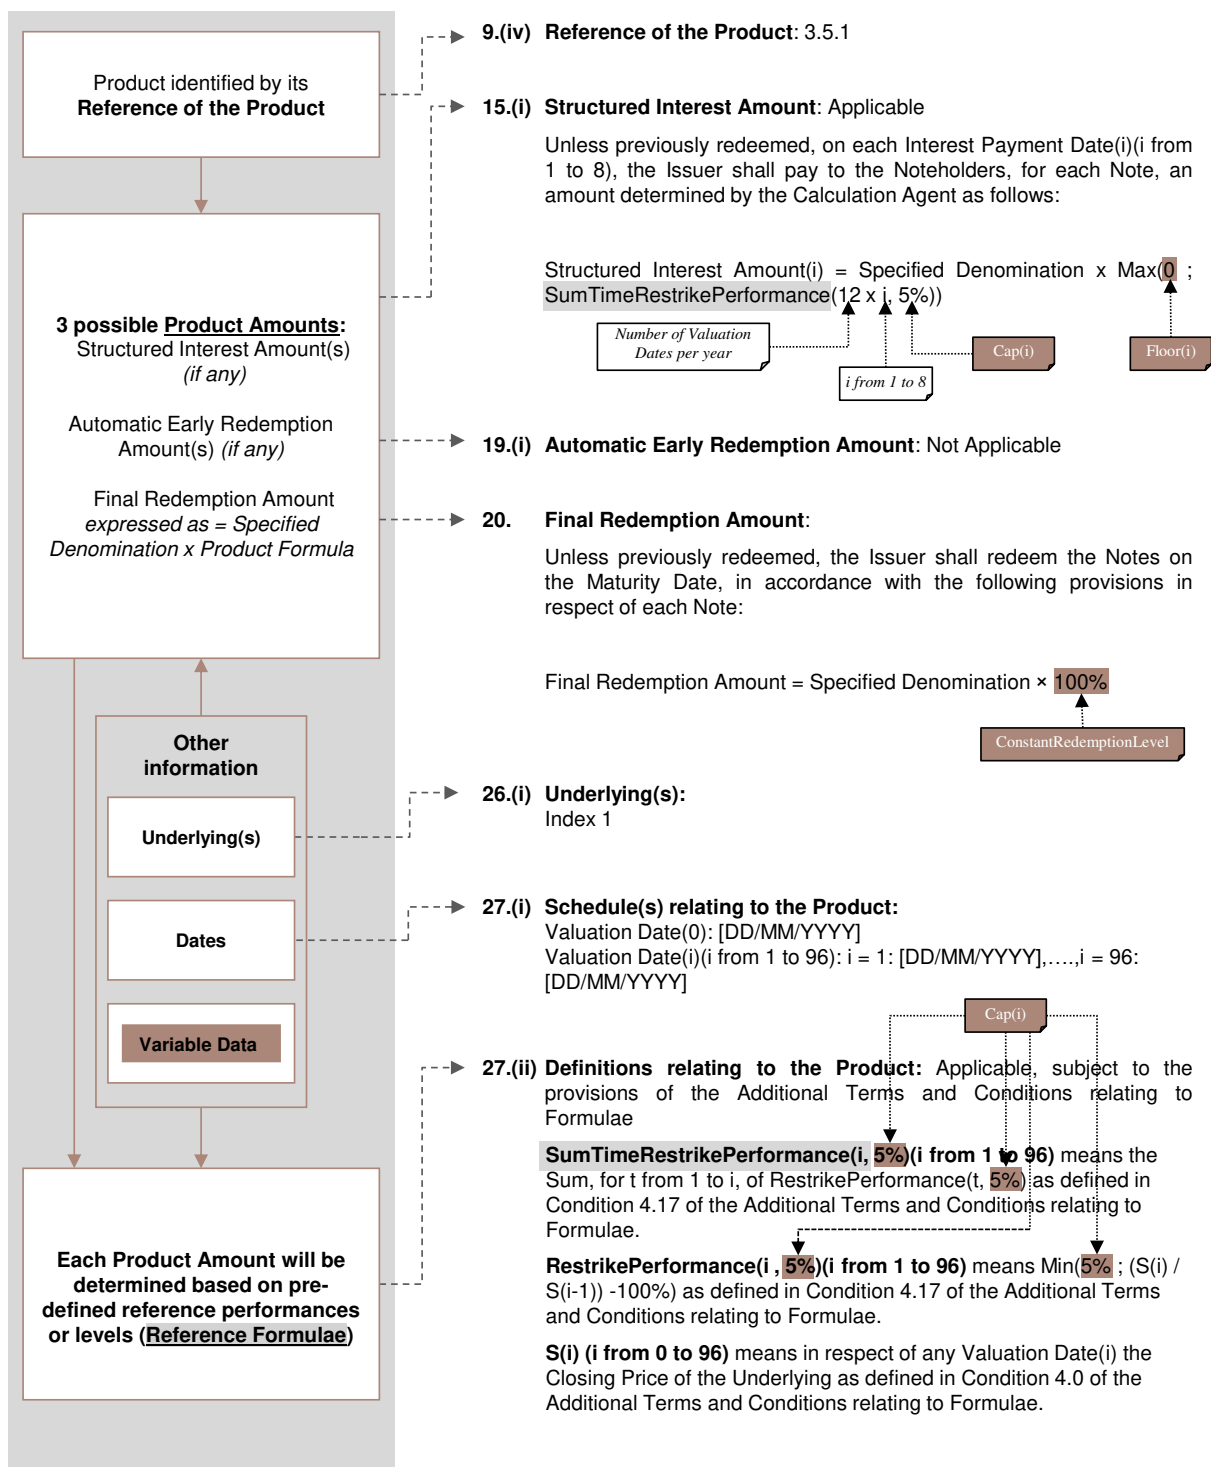 Product identified by its
Reference of the Product
3 possible Product Amounts:
Structured Interest Amount(s)
(if any)
Automatic Early Redemption
Amount(s) (if any)
Final Redemption Amount
expressed as = Specified
Denomination x Product Formula
Other
information
Underlying(s)
Dates
Variable Data
Each Product Amount will be
determined based on pre-
defined reference performances
or levels (Reference Formulae)
9.(iv) Reference of the Product: 3.5.1
15.(i) Structured Interest Amount: Applicable
Unless previously redeemed, on each Interest Payment Date(i)(i from
1 to 8), the Issuer shall pay to the Noteholders, for each Note, an
amount determined by the Calculation Agent as follows:
Structured Interest Amount(i) = Specified Denomination x Max(0 ;
SumTimeRestrikePerformance(12 x i, 5%))
Number of Valuation
Dates per year
i from 1 to 8
Cap(i)
Floor(i)
19.(i) Automatic Early Redemption Amount: Not Applicable
20. Final Redemption Amount:
Unless previously redeemed, the Issuer shall redeem the Notes on
the Maturity Date, in accordance with the following provisions in
respect of each Note:
Final Redemption Amount = Specified Denomination × 100%
ConstantRedemptionLevel
26.(i) Underlying(s):
Index 1
27.(i) Schedule(s) relating to the Product:
Valuation Date(0): [DD/MM/YYYY]
Valuation Date(i)(i from 1 to 96): i = 1: [DD/MM/YYYY],….,i = 96:
[DD/MM/YYYY]
Cap(i)
27.(ii) Definitions relating to the Product: Applicable, subject to the
provisions of the Additional Terms and Conditions relating to
Formulae
SumTimeRestrikePerformance(i, 5%)(i from 1 to 96) means the
Sum, for t from 1 to i, of RestrikePerformance(t, 5%) as defined in
Condition 4.17 of the Additional Terms and Conditions relating to
Formulae.
RestrikePerformance(i , 5%)(i from 1 to 96) means Min(5% ; (S(i) /
S(i-1)) -100%) as defined in Condition 4.17 of the Additional Terms
and Conditions relating to Formulae.
S(i) (i from 0 to 96) means in respect of any Valuation Date(i) the
Closing Price of the Underlying as defined in Condition 4.0 of the
Additional Terms and Conditions relating to Formulae.